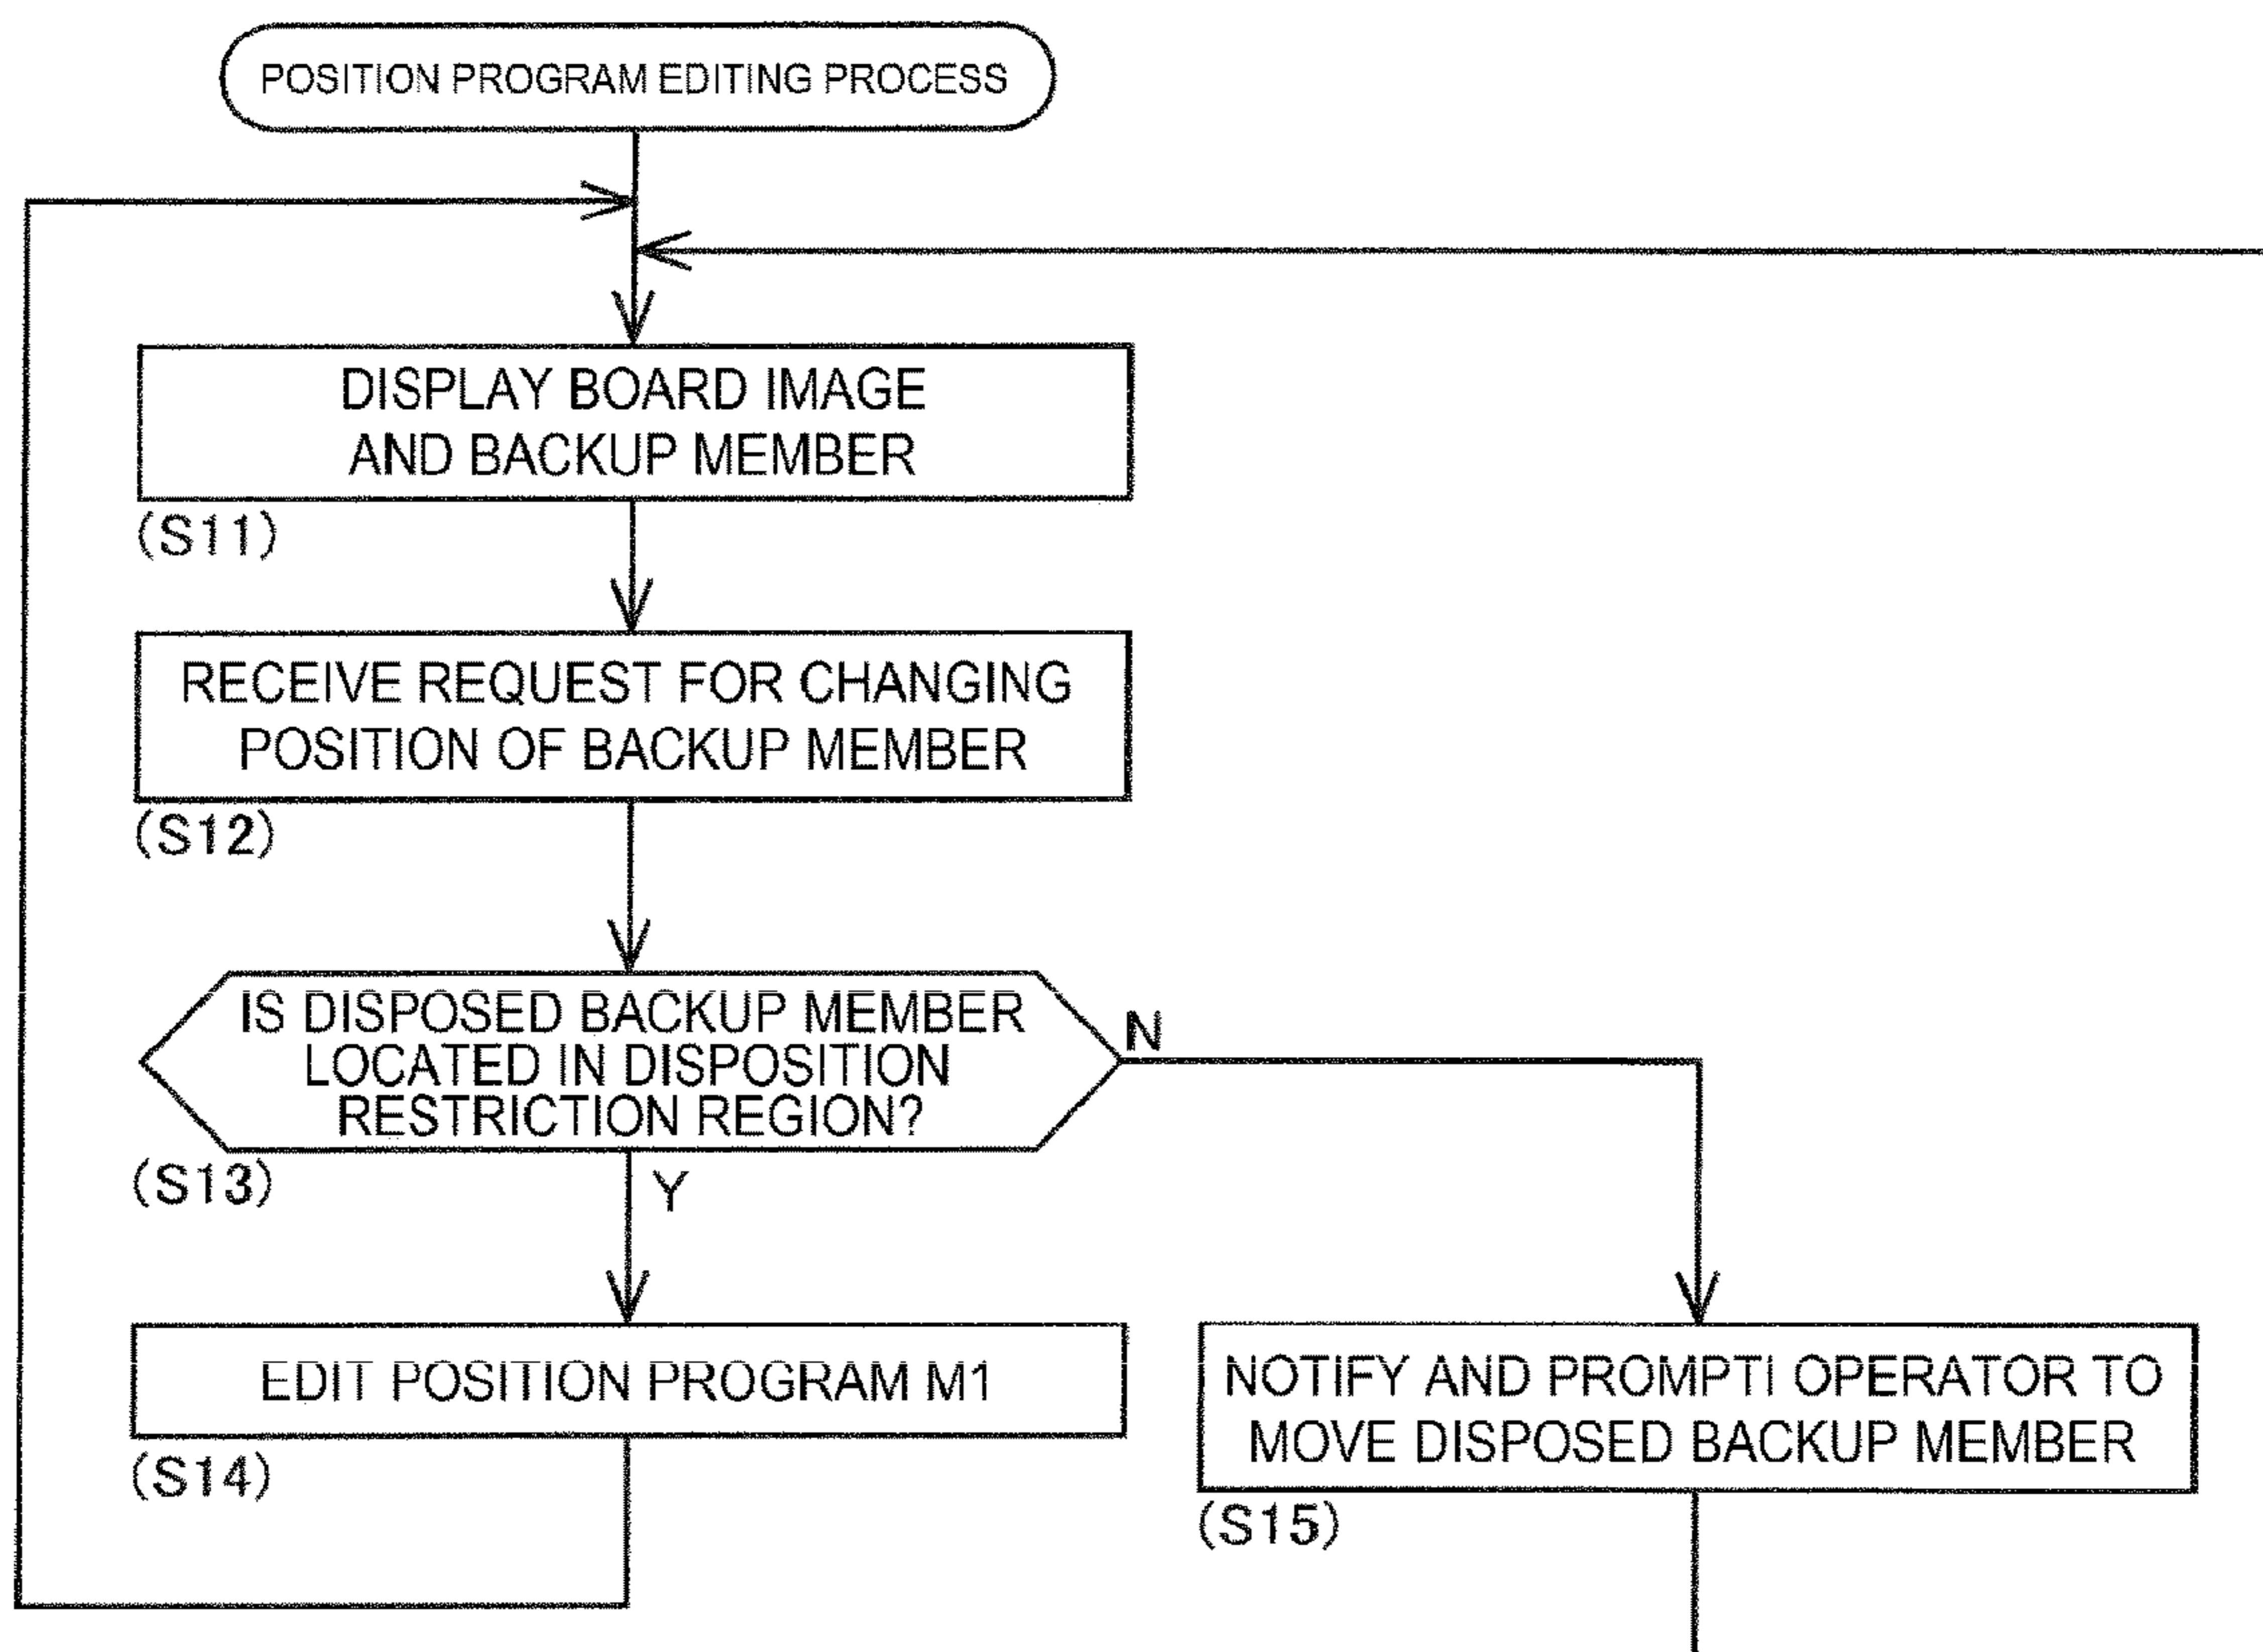 POSITION PROGRAM EDITING PROCESS
DISPLAY BOARD IMAGE
AND BACKUP MEMBER
(S11)
RECEIVE REQUEST FOR CHANGING
POSITION OF BACKUP MEMBER
(S12)
IS DISPOSED BACKUP MEMBER
LOCATED IN DISPOSITION
RESTRICTION REGION?
N
(S13)
Y
EDIT POSITION PROGRAM M1
(S14)
NOTIFY AND PROMPTI OPERATOR TO
MOVE DISPOSED BACKUP MEMBER
(S15)